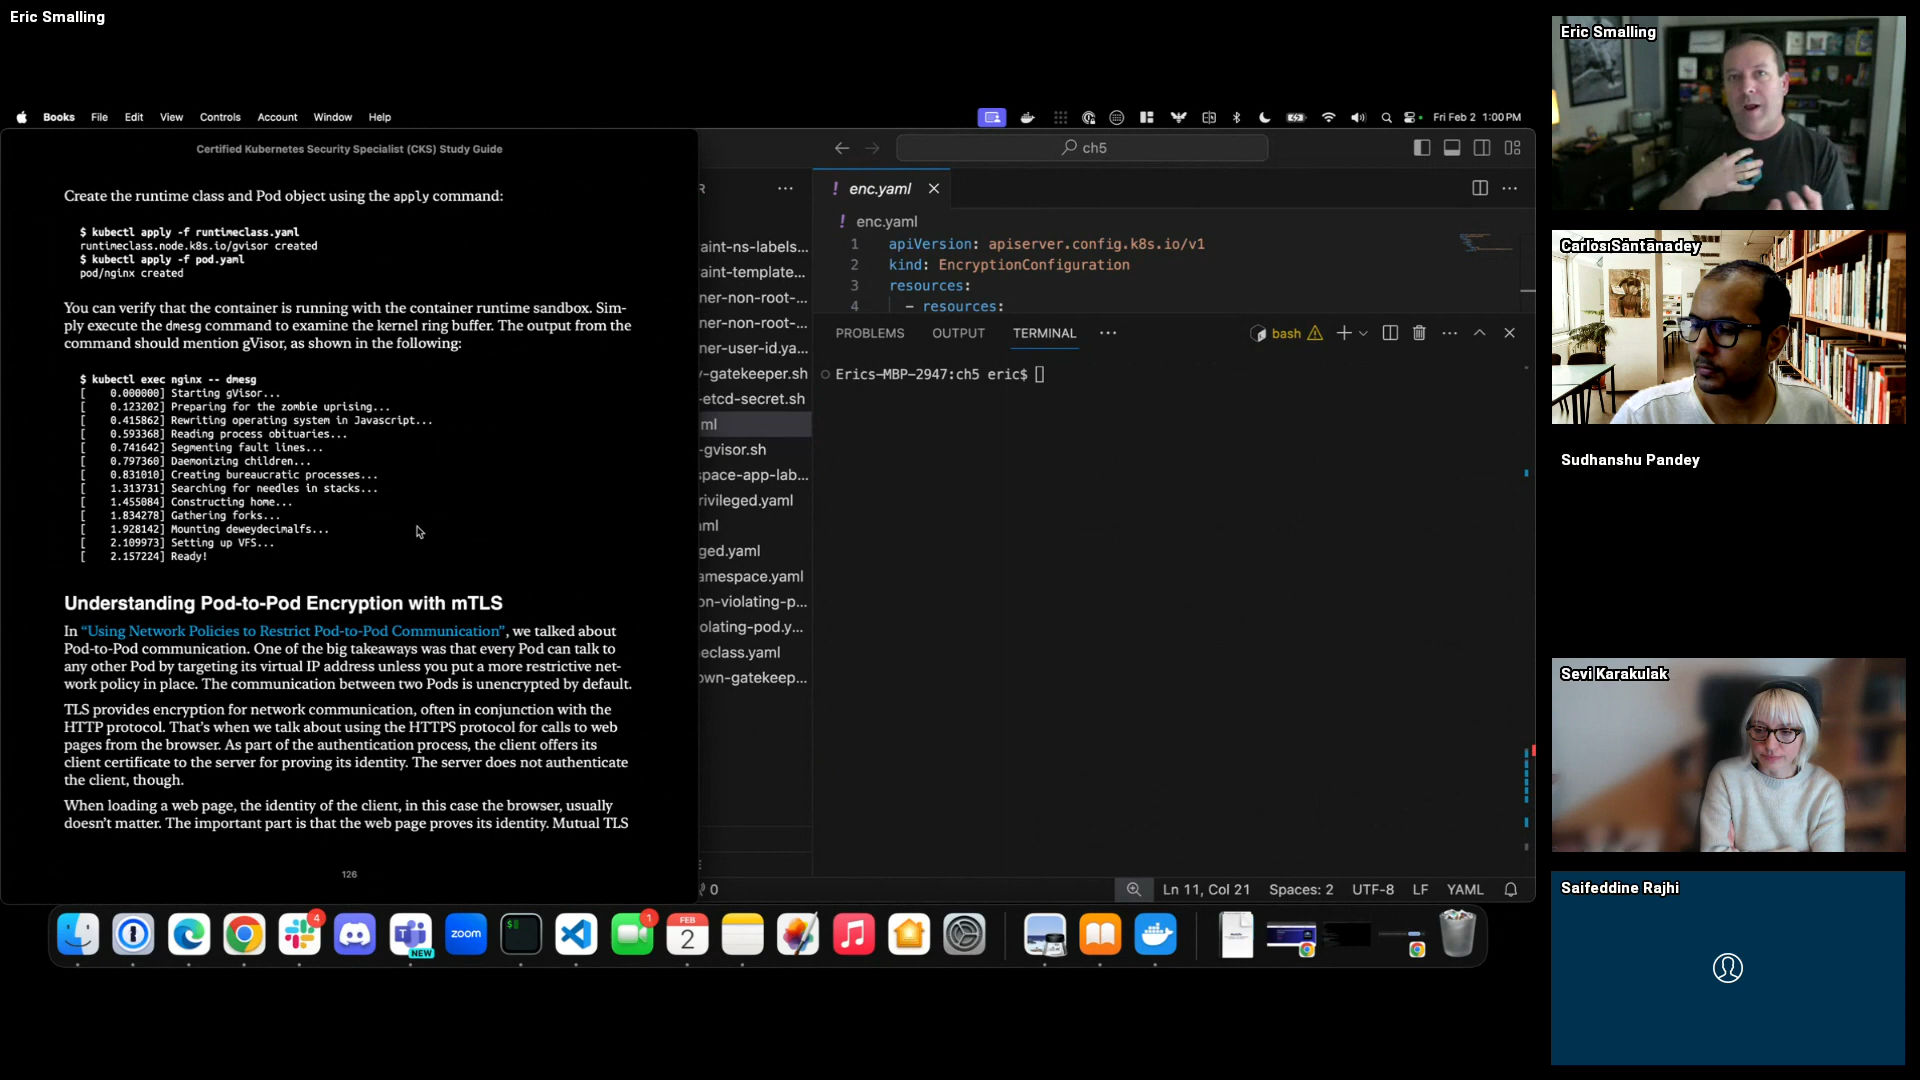 Eric Smalling
Books File Edit View Controls Account Window Help
Fri Feb 2 1:00PM
Certified Kubernetes Security Specialist (CKS) Study Guide
Create the runtime class and Pod object using the apply command:
$ kubectl apply -f runtimeclass.yaml
runtimeclass.node.k8s.io/gvisor created
$ kubectl apply -f pod.yaml
pod/nginx created
You can verify that the container is running with the container runtime sandbox. Sim-
ply execute the dmesg command to examine the kernel ring buffer. The output from the
command should mention gVisor, as shown in the following:
$ kubectl exec nginx -- dmesg
[ 0.000000] Starting gVisor...
[ 0.123202] Preparing for the zombie uprising...
[ 0.415862] Rewriting operating system in Javascript...
[ 0.593368] Reading process obituaries...
[ 0.741642] Segmenting fault lines...
[ 0.797360] Daemonizing children...
[ 0.831010] Creating bureaucratic processes...
[ 1.313731] Searching for needles in stacks...
[ 1.455084] Constructing home...
[ 1.834278] Gathering forks...
[ 1.928142] Mounting deweydecimalfs...
[ 2.109973] Setting up VFS...
[ 2.157224] Ready!
Understanding Pod-to-Pod Encryption with mTLS
In “Using Network Policies to Restrict Pod-to-Pod Communication”, we talked about
Pod-to-Pod communication. One of the big takeaways was that every Pod can talk to
any other Pod by targeting its virtual IP address unless you put a more restrictive net-
work policy in place. The communication between two Pods is unencrypted by default.
TLS provides encryption for network communication, often in conjunction with the
HTTP protocol. That’s when we talk about using the HTTPS protocol for calls to web
pages from the browser. As part of the authentication process, the client offers its
client certificate to the server for proving its identity. The server does not authenticate
the client, though.
When loading a web page, the identity of the client, in this case the browser, usually
doesn’t matter. The important part is that the web page proves its identity. Mutual TLS
126
ch5
R ···
aint-ns-labels...
aint-template...
ner-non-root-...
ner-non-root-...
ner-user-id.ya...
y-gatekeeper.sh
-etcd-secret.sh
ml
-gvisor.sh
space-app-lab...
rivileged.yaml
ml
ged.yaml
amespace.yaml
on-violating-p...
olating-pod.y...
eclass.yaml
own-gatekeep...
! enc.yaml
! enc.yaml
1 apiVersion: apiserver.config.k8s.io/v1
2 kind: EncryptionConfiguration
3 resources:
4 - resources:
PROBLEMS OUTPUT TERMINAL ··· bash
Erics-MBP-2947:ch5 eric$
0 Ln 11, Col 21 Spaces: 2 UTF-8 LF YAML
4 NEW zoom $ 1 FEB 2
Eric Smalling
Sudhanshu Pandey
Sevi Karakulak
Saifeddine Rajhi